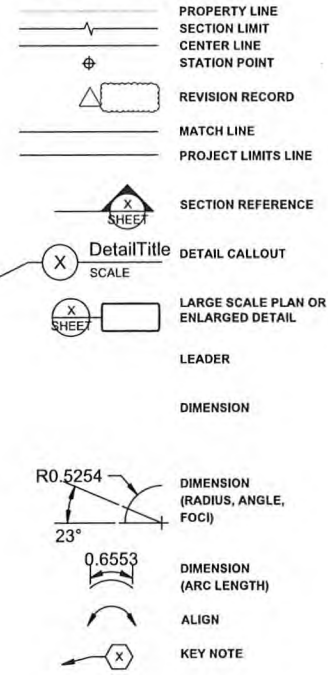 PROPERTY LINE
SECTION LIMIT
CENTER LINE
STATION POINT
REVISION RECORD
MATCH LINE
PROJECT LIMITS LINE
X
SHEET
SECTION REFERENCE
X
DetailTitle
SCALE
DETAIL CALLOUT
X
SHEET
LARGE SCALE PLAN OR
ENLARGED DETAIL
LEADER
DIMENSION
R0.5254
23°
DIMENSION
(RADIUS, ANGLE,
FOCI)
0.6553
DIMENSION
(ARC LENGTH)
ALIGN
X
KEY NOTE